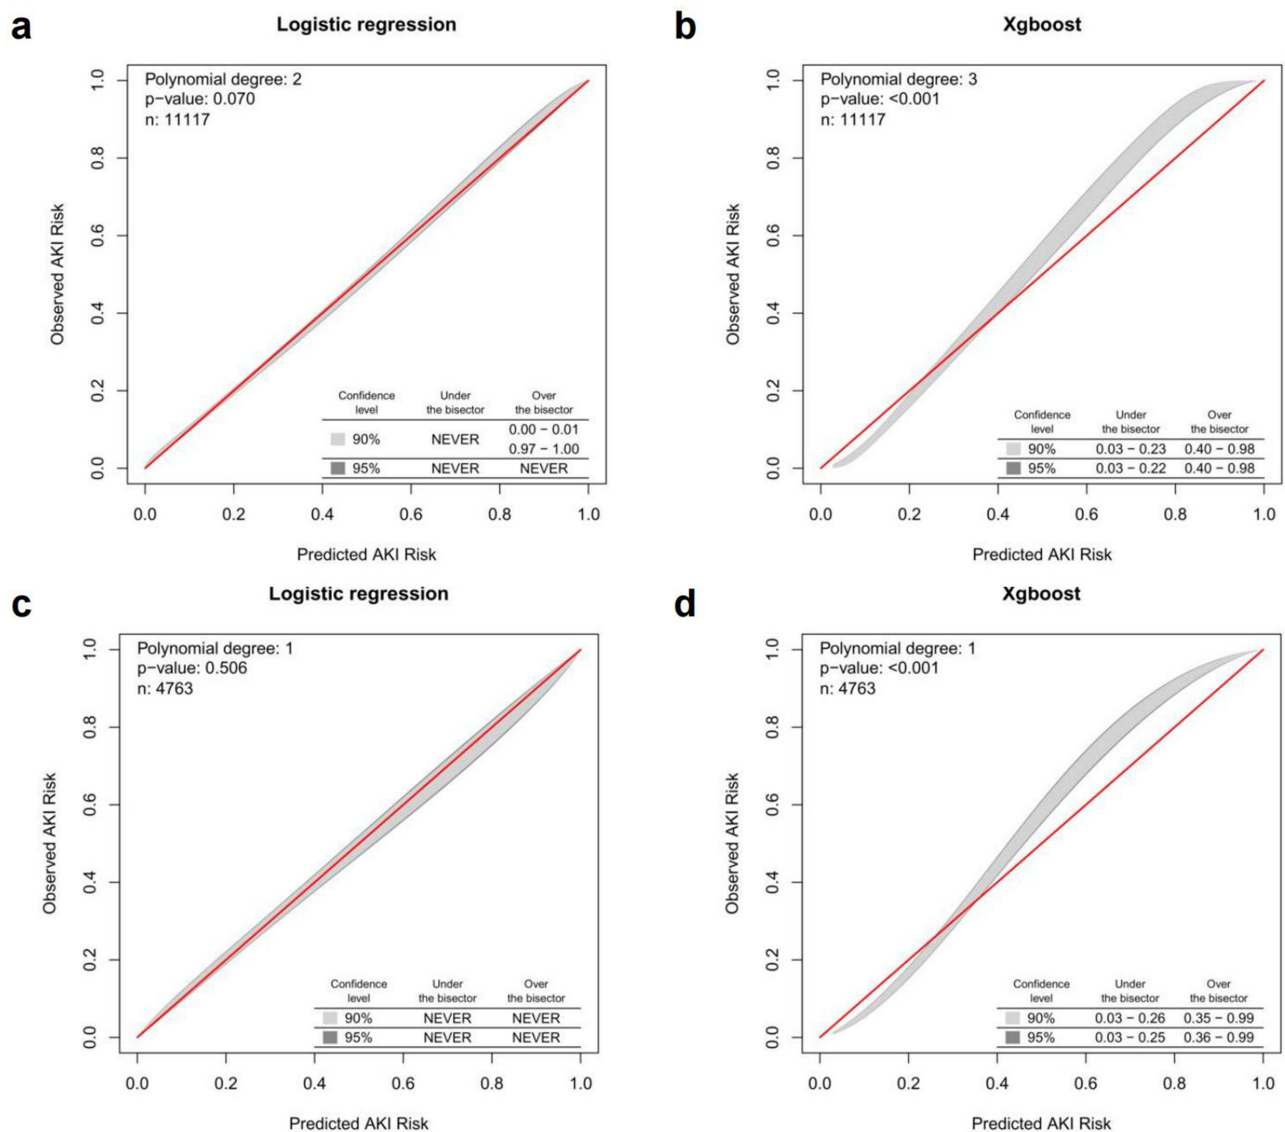 a
Logistic regression
Polynomial degree: 2
p−value: 0.070
n: 11117
Observed AKI Risk
0.0 0.2 0.4 0.6 0.8 1.0
Confidence level Under the bisector Over the bisector
90% NEVER 0.00 − 0.01
0.97 − 1.00
95% NEVER NEVER
0.0 0.2 0.4 0.6 0.8 1.0
Predicted AKI Risk
b
Xgboost
Polynomial degree: 3
p−value: <0.001
n: 11117
Observed AKI Risk
0.0 0.2 0.4 0.6 0.8 1.0
Confidence level Under the bisector Over the bisector
90% 0.03 − 0.23 0.40 − 0.98
95% 0.03 − 0.22 0.40 − 0.98
0.0 0.2 0.4 0.6 0.8 1.0
Predicted AKI Risk
c
Logistic regression
Polynomial degree: 1
p−value: 0.506
n: 4763
Observed AKI Risk
0.0 0.2 0.4 0.6 0.8 1.0
Confidence level Under the bisector Over the bisector
90% NEVER NEVER
95% NEVER NEVER
0.0 0.2 0.4 0.6 0.8 1.0
Predicted AKI Risk
d
Xgboost
Polynomial degree: 1
p−value: <0.001
n: 4763
Observed AKI Risk
0.0 0.2 0.4 0.6 0.8 1.0
Confidence level Under the bisector Over the bisector
90% 0.03 − 0.26 0.35 − 0.99
95% 0.03 − 0.25 0.36 − 0.99
0.0 0.2 0.4 0.6 0.8 1.0
Predicted AKI Risk